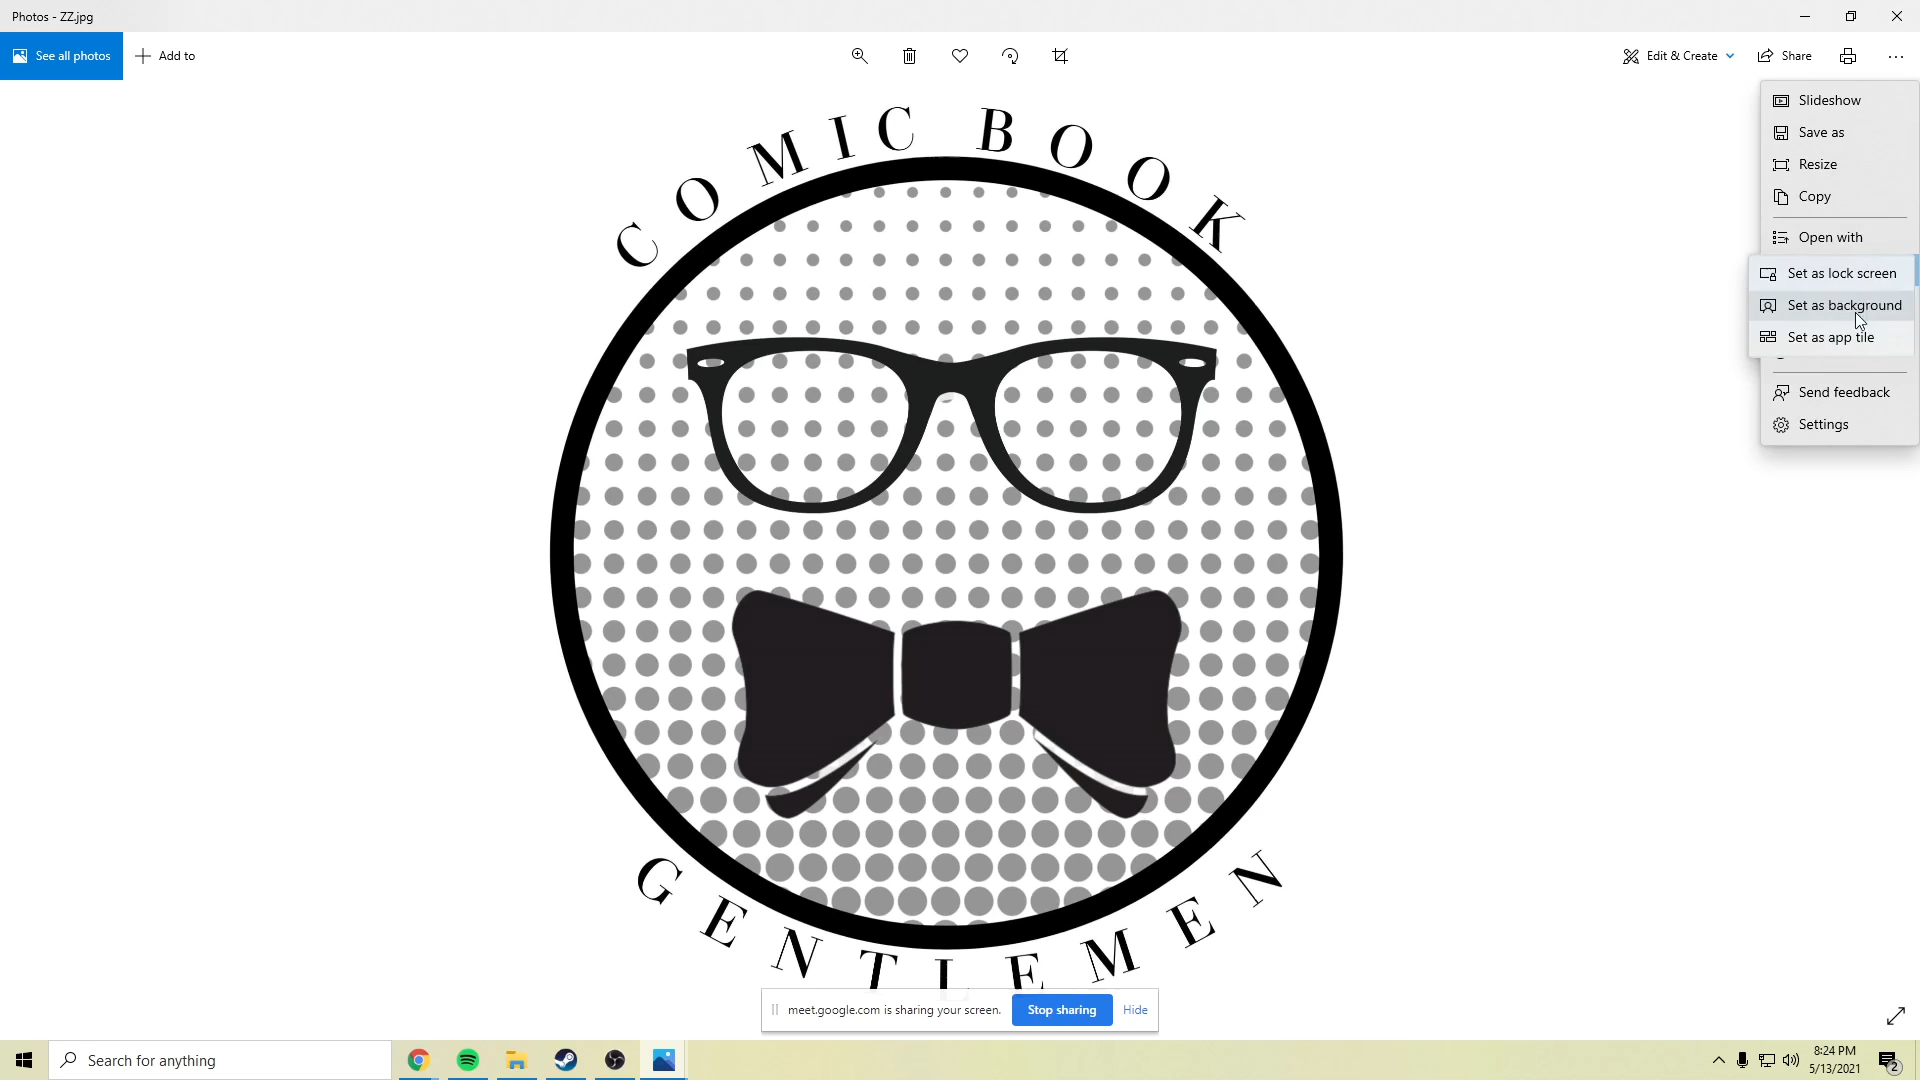 Photos - ZZ.jpg
See all photos
Add to
Edit & Create
Share
Slideshow
Save as
Resize
Copy
Open with
Set as lock screen
Set as background
Set as app tile
Send feedback
Settings
COMIC BOOK
GENTLEMEN
meet.google.com is sharing your screen.
Stop sharing
Hide
Search for anything
8:24 PM
5/13/2021
2